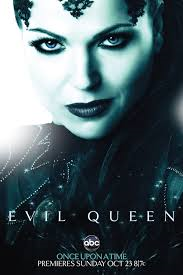 EVIL QUEEN
abc
ONCE UPON A TIME
PREMIERES SUNDAY OCT 23 8|7c